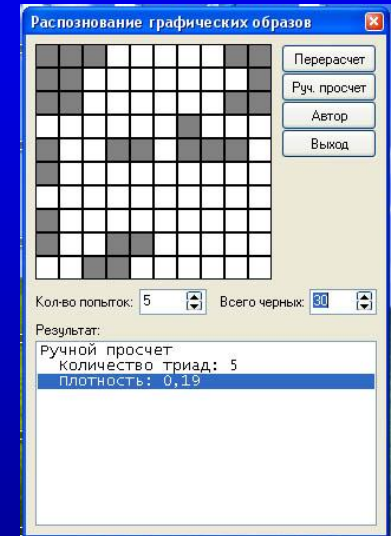 Распознование графических образов
Перерасчет
Руч. просчет
Автор
Выход
Кол-во попыток: 5 Всего черных: 30
Результат:
Ручной просчет
Количество триад: 5
Плотность: 0,19